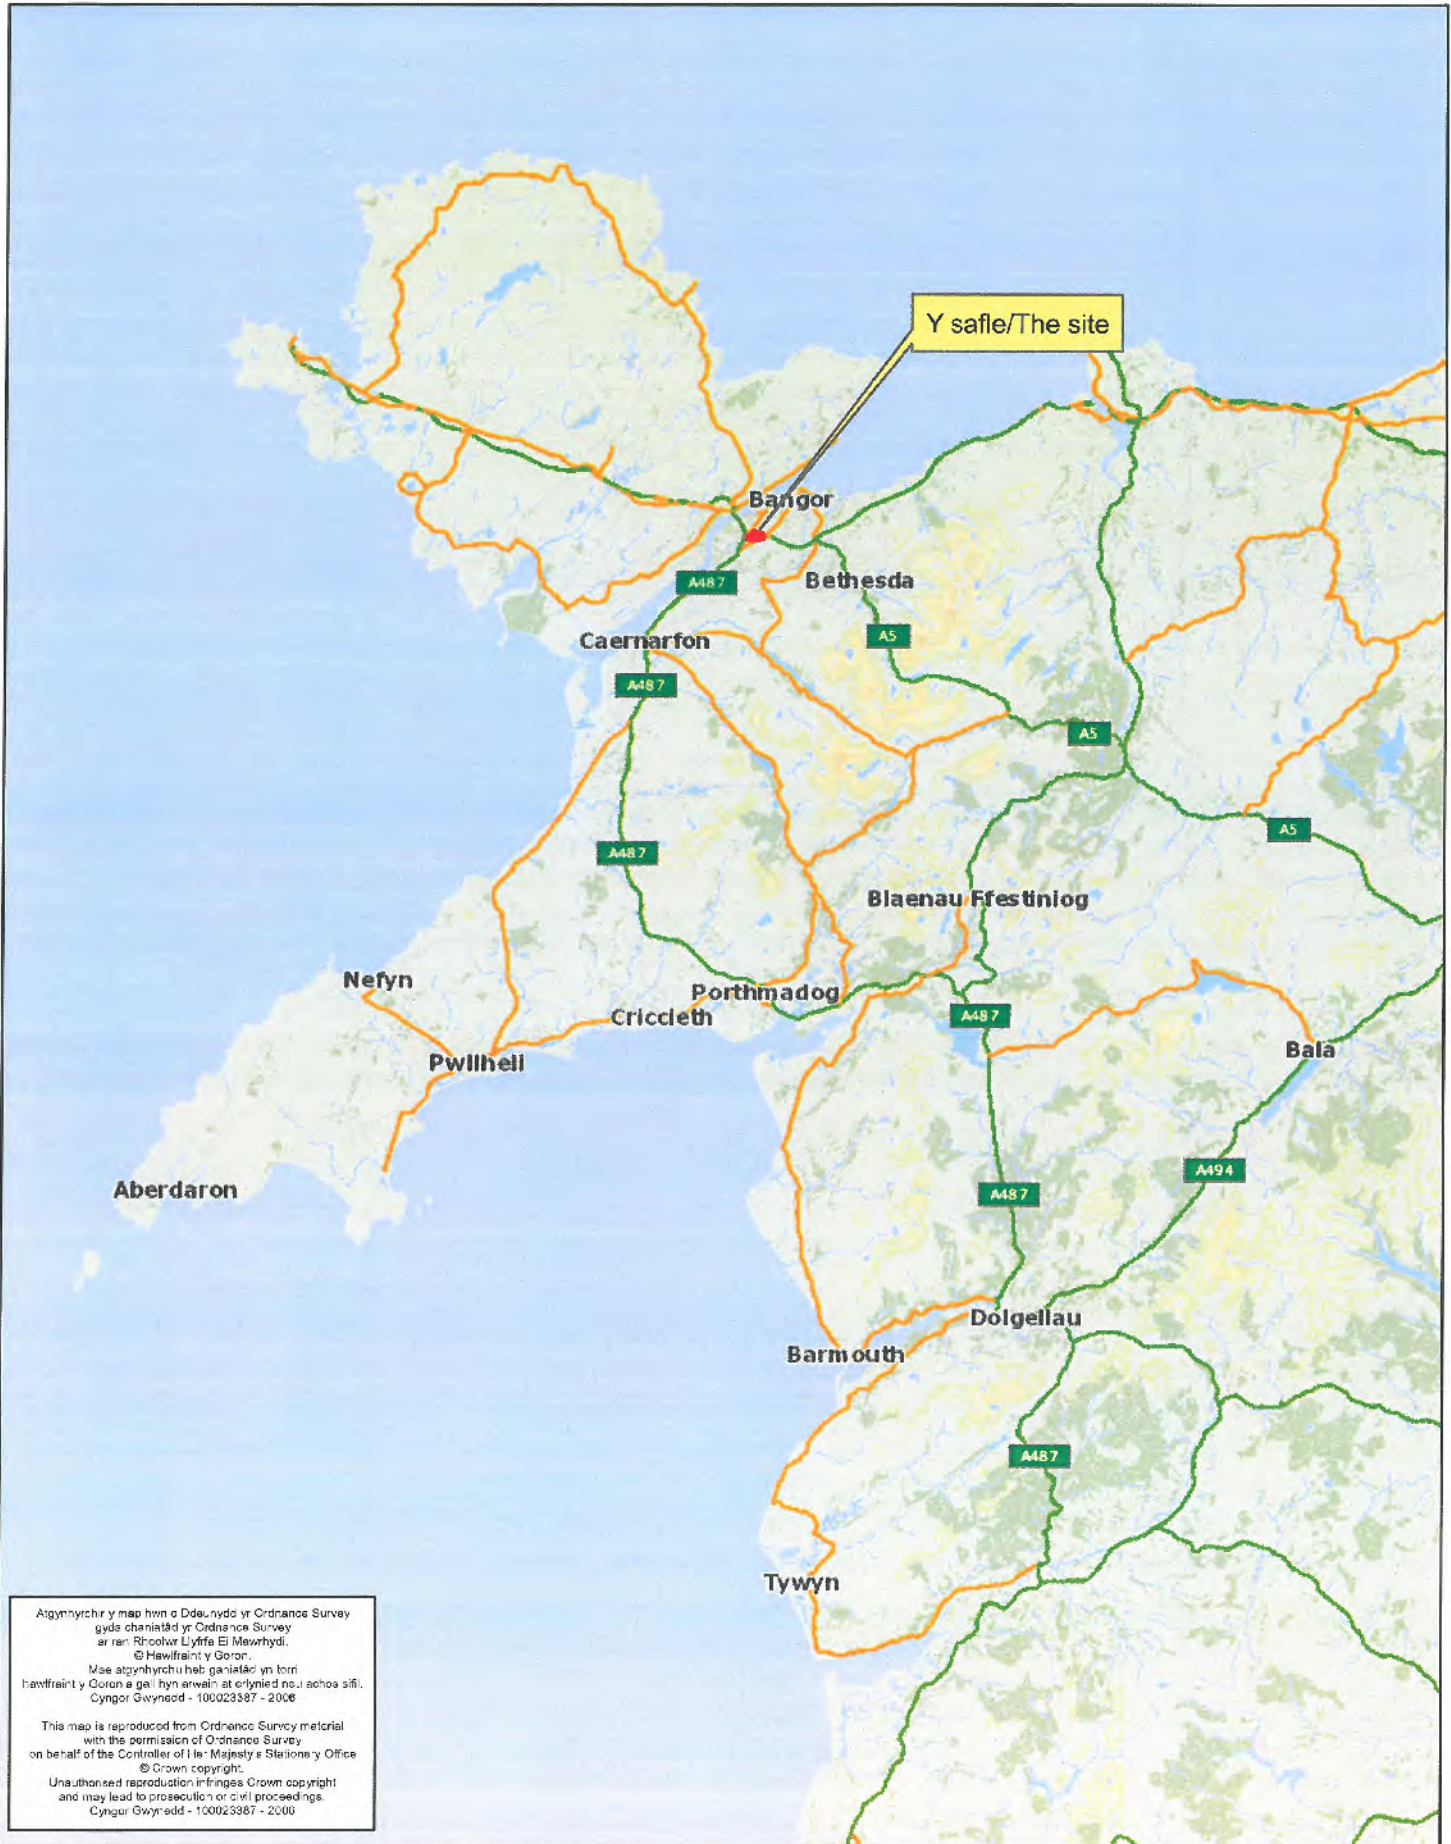 Y safle/The site
Bangor
A487
Bethesda
Caernarfon
A5
A487
A5
A487
A5
Blaenau Ffestiniog
Nefyn
Porthmadog
Criccieth
A487
Pwllheli
Bala
Aberdaron
A494
A487
Dolgellau
Barmouth
A487
Tywyn
Atgynhyrchir y map hwn o Ddeunydd yr Ordnance Survey
gyda chaniatâd yr Ordnance Survey
ar ran Rheolwr Llyfrfa Ei Mawrhydi.
© Hawlfraint y Goron.
Mae atgynhyrchu heb ganiatâd yn torri
hawlfraint y Goron a gall hyn arwain at erlyniad neu achos sifil.
Cyngor Gwynedd - 100023387 - 2006
This map is reproduced from Ordnance Survey material
with the permission of Ordnance Survey
on behalf of the Controller of Her Majesty's Stationery Office
© Crown copyright.
Unauthorised reproduction infringes Crown copyright
and may lead to prosecution or civil proceedings.
Cyngor Gwynedd - 100023387 - 2006